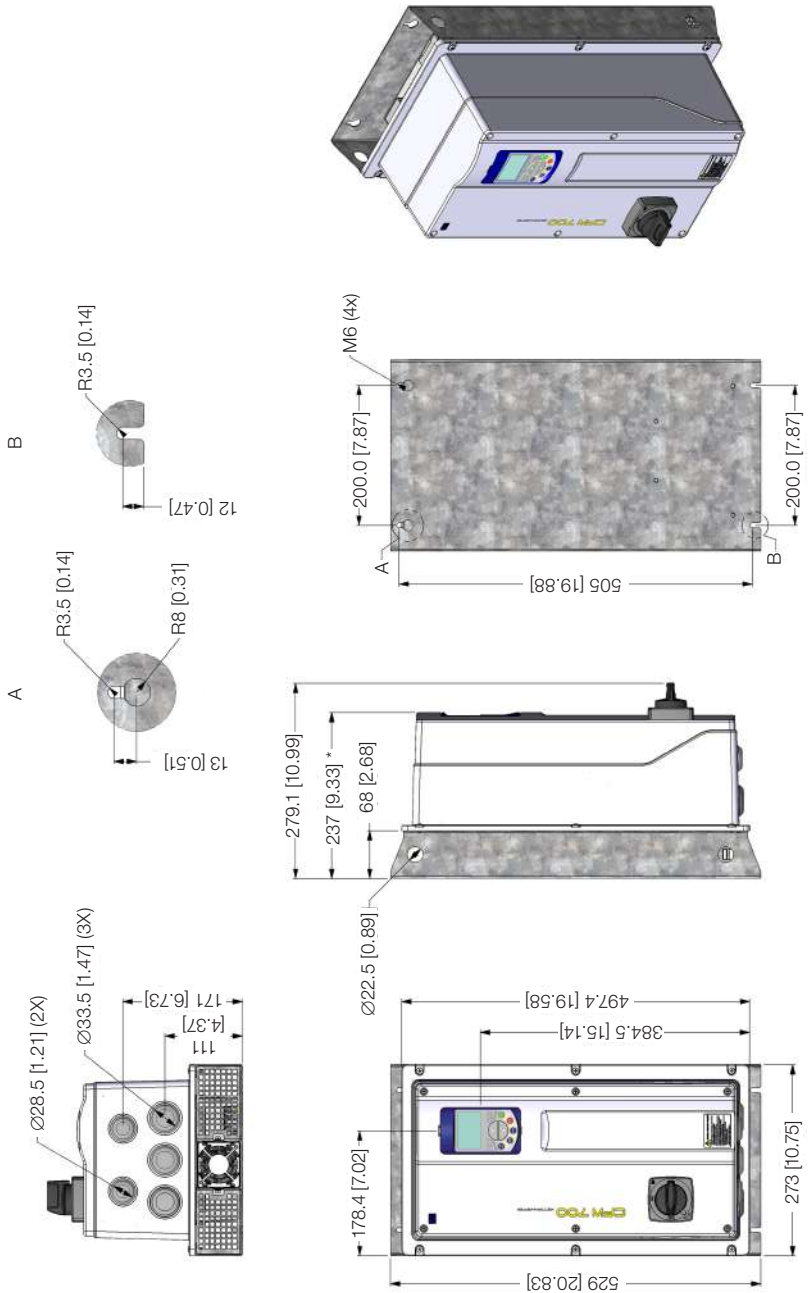 A
B
R3.5 [0.14]
R8 [0.31]
13 [0.51]
R3.5 [0.14]
12 [0.47]
Ø28.5 [1.21] (2X)
Ø33.5 [1.47] (3X)
111 [4.37]
171 [6.73]
279.1 [10.99]
237 [9.33] *
68 [2.68]
Ø22.5 [0.89]
M6 (4x)
200.0 [7.87]
A
505 [19.88]
B
200.0 [7.87]
178.4 [7.02]
384.5 [15.14]
497.4 [19.58]
529 [20.83]
273 [10.75]
CFW700
CFW700